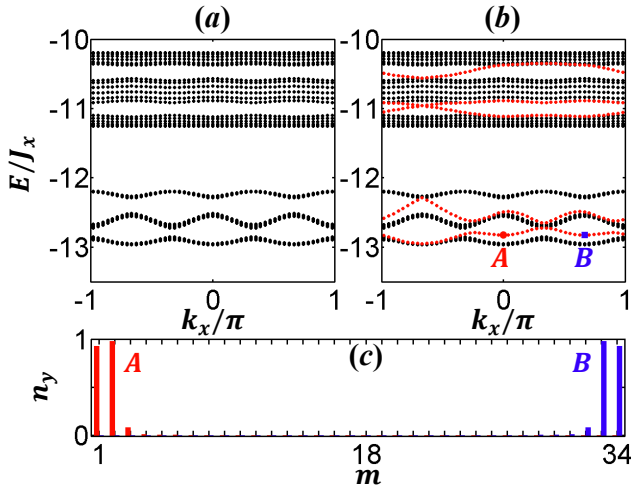 (a) (b)
-10 -10
-11 -11
E/Jx
-12 -12
-13 -13
A B
-1 0 1 -1 0 1
kx/π kx/π
1 (c)
A B
ny
0
1 18 34
m